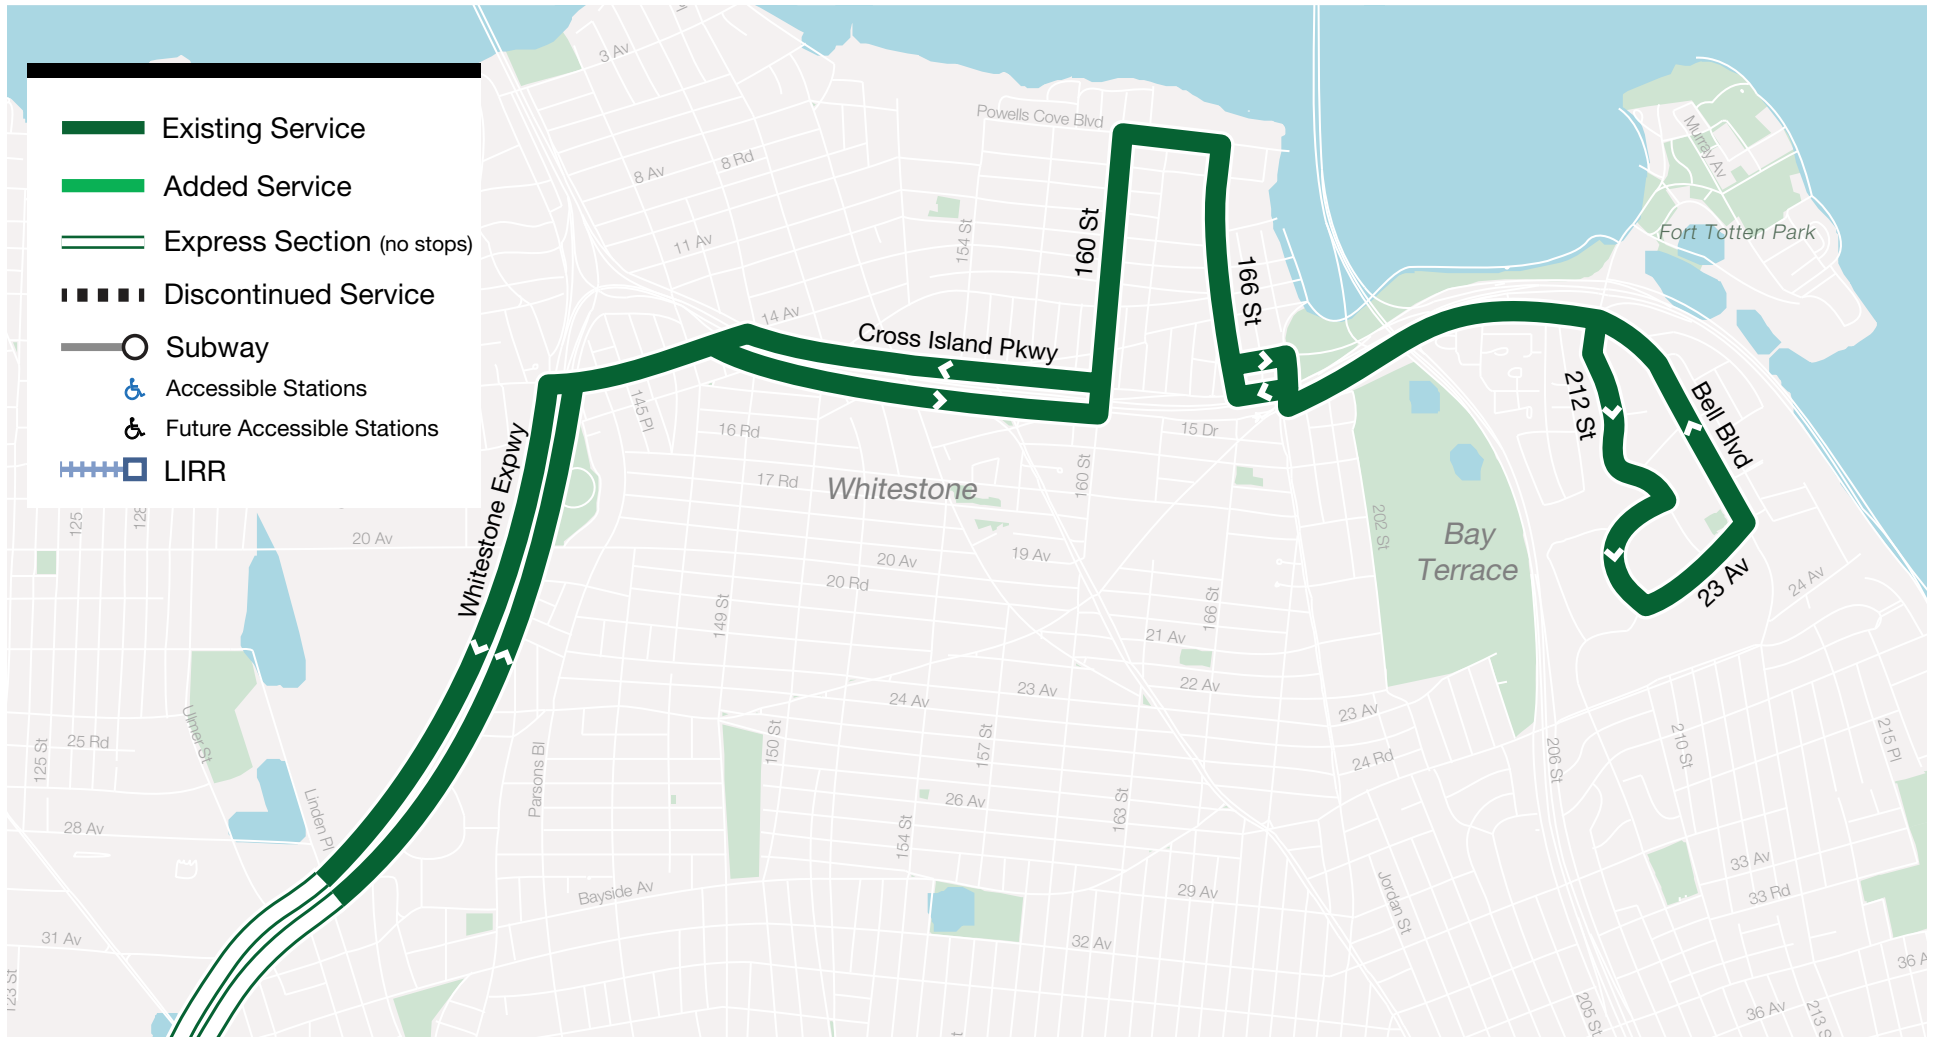 Existing Service
Added Service
Express Section (no stops)
Discontinued Service
Subway
Accessible Stations
Future Accessible Stations
LIRR
3 Av
Powells Cove Blvd
Murray Av
8 Rd
8 Av
11 Av
154 St
160 St
166 St
Fort Totten Park
14 Av
Cross Island Pkwy
145 Pl
16 Rd
15 Dr
212 St
Bell Blvd
Whitestone Expwy
17 Rd
Whitestone
160 St
202 St
Bay
Terrace
125
128
20 Av
20 Av
19 Av
20 Rd
149 St
166 St
23 Av
24 Av
21 Av
22 Av
23 Av
24 Av
23 Av
Ulmer St
25 Rd
125 St
150 St
157 St
24 Rd
206 St
210 St
215 Pl
Parsons Bl
Linden Pl
26 Av
163 St
28 Av
154 St
33 Av
33 Rd
Bayside Av
29 Av
Jordan St
31 Av
32 Av
36 A
123 St
205 St
36 Av
213 S
t